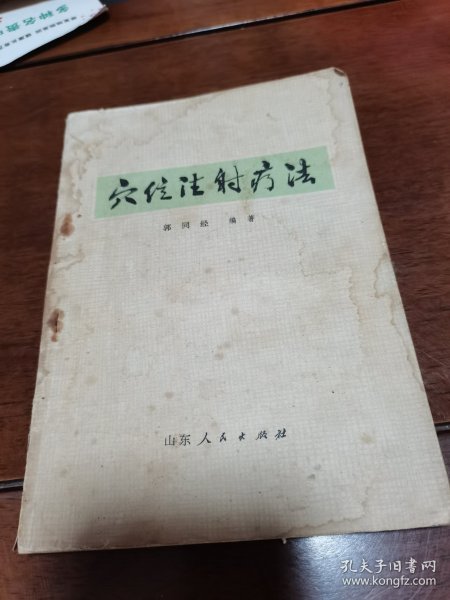 穴位注射疗法
郭同经 编著
山东人民出版社
孔夫子旧书网
www.kongfz.com